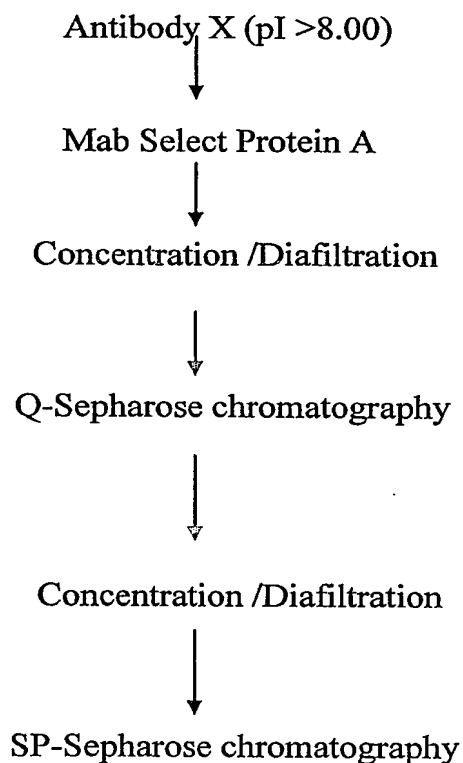 Antibody X (pI >8.00)
Mab Select Protein A
Concentration /Diafiltration
Q-Sepharose chromatography
Concentration /Diafiltration
SP-Sepharose chromatography